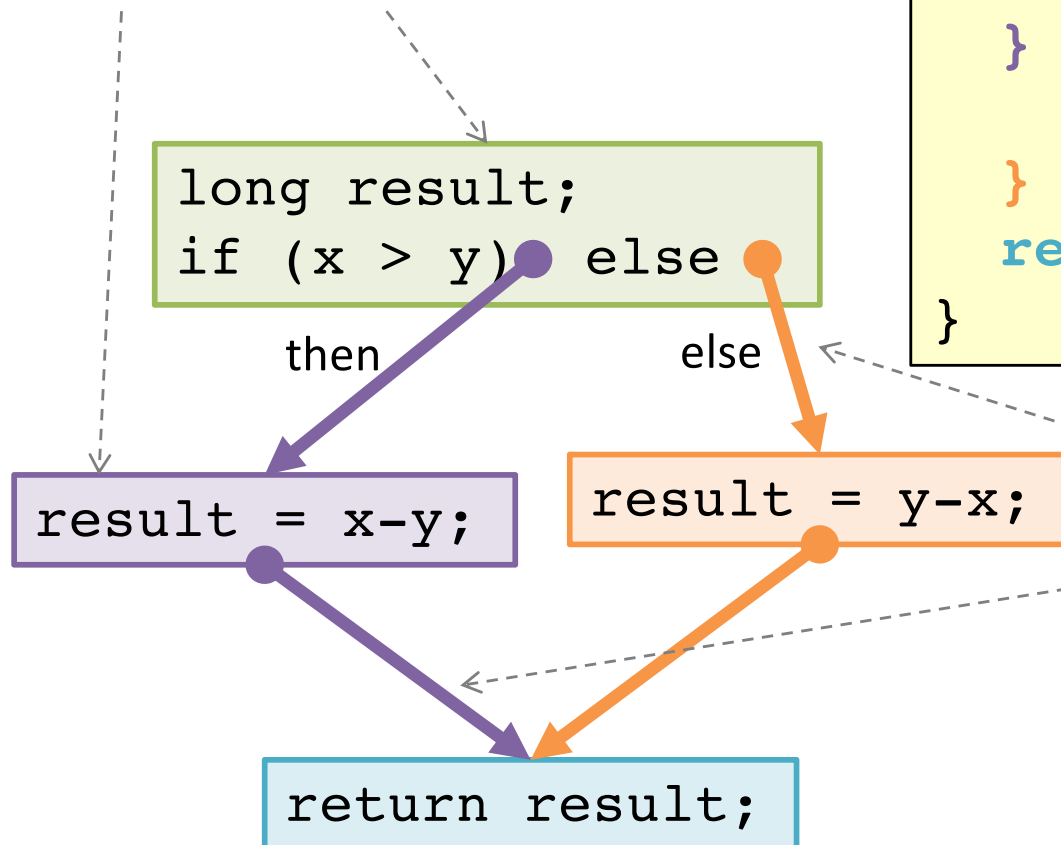 }
long result;
}
if (x > y) else
re
}
then
else
result = x-y;
result = y-x;
return result;